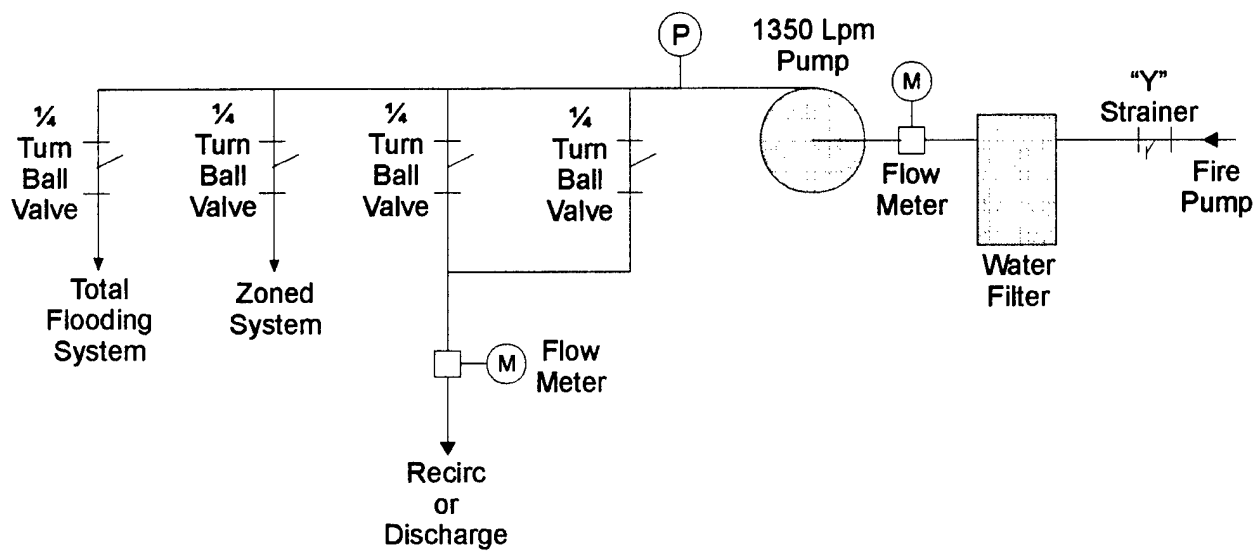 P
1350 Lpm
Pump
M
"Y"
Strainer
Fire
Pump
Flow
Meter
Water
Filter
¼
Turn
Ball
Valve
¼
Turn
Ball
Valve
¼
Turn
Ball
Valve
¼
Turn
Ball
Valve
Total
Flooding
System
Zoned
System
M
Flow
Meter
Recirc
or
Discharge